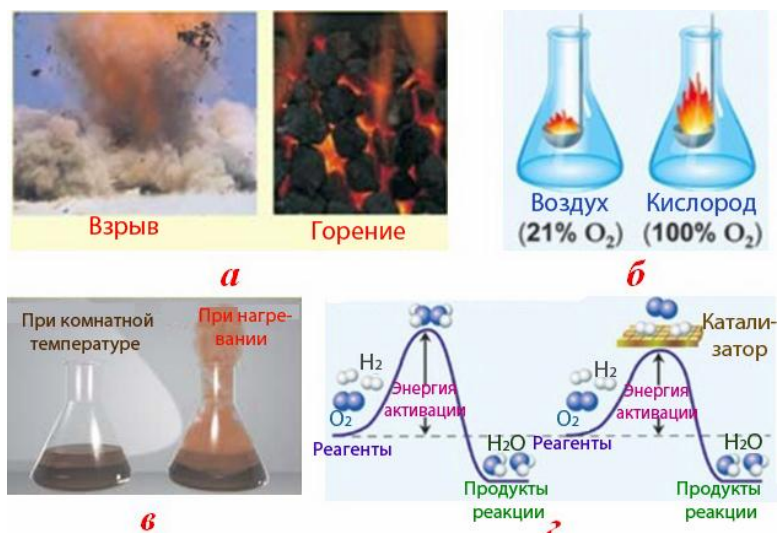 Взрыв
Горение
а
Воздух
(21% O₂)
Кислород
(100% O₂)
б
При комнатной
температуре
При нагре-
вании
в
H₂
O₂
Энергия
активации
Реагенты
H₂O
Продукты
реакции
Катали-
затор
H₂
O₂
Энергия
активации
Реагенты
H₂O
Продукты
реакции
г